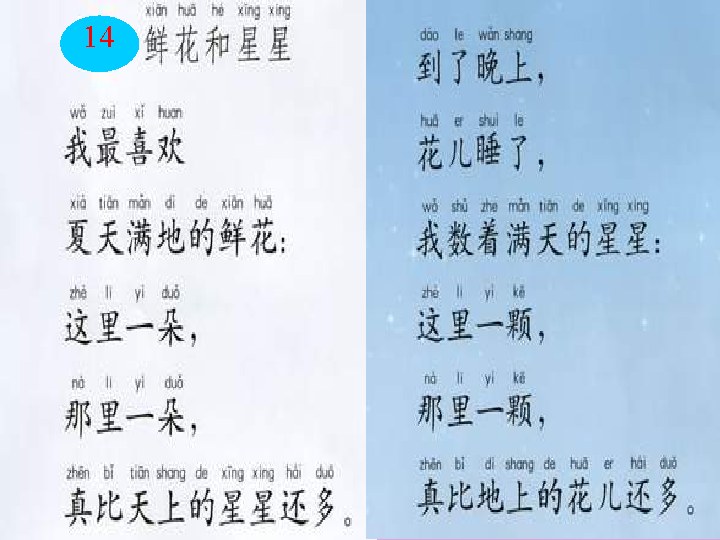 14
xiān huā hé xīng xing
鲜花和星星
wǒ zuì xǐ huan
我最喜欢
xià tiān mǎn dì de xiān huā
夏天满地的鲜花：
zhè lǐ yì duǒ
这里一朵，
nà lǐ yì duǒ
那里一朵，
zhēn bǐ tiān shang de xīng xing hái duō
真比天上的星星还多。
dào le wǎn shang
到了晚上，
huā er shuì le
花儿睡了，
wǒ shǔ zhe mǎn tiān de xīng xing
我数着满天的星星：
zhè lǐ yì kē
这里一颗，
nà lǐ yì kē
那里一颗，
zhēn bǐ dì shang de huā er hái duō
真比地上的花儿还多。